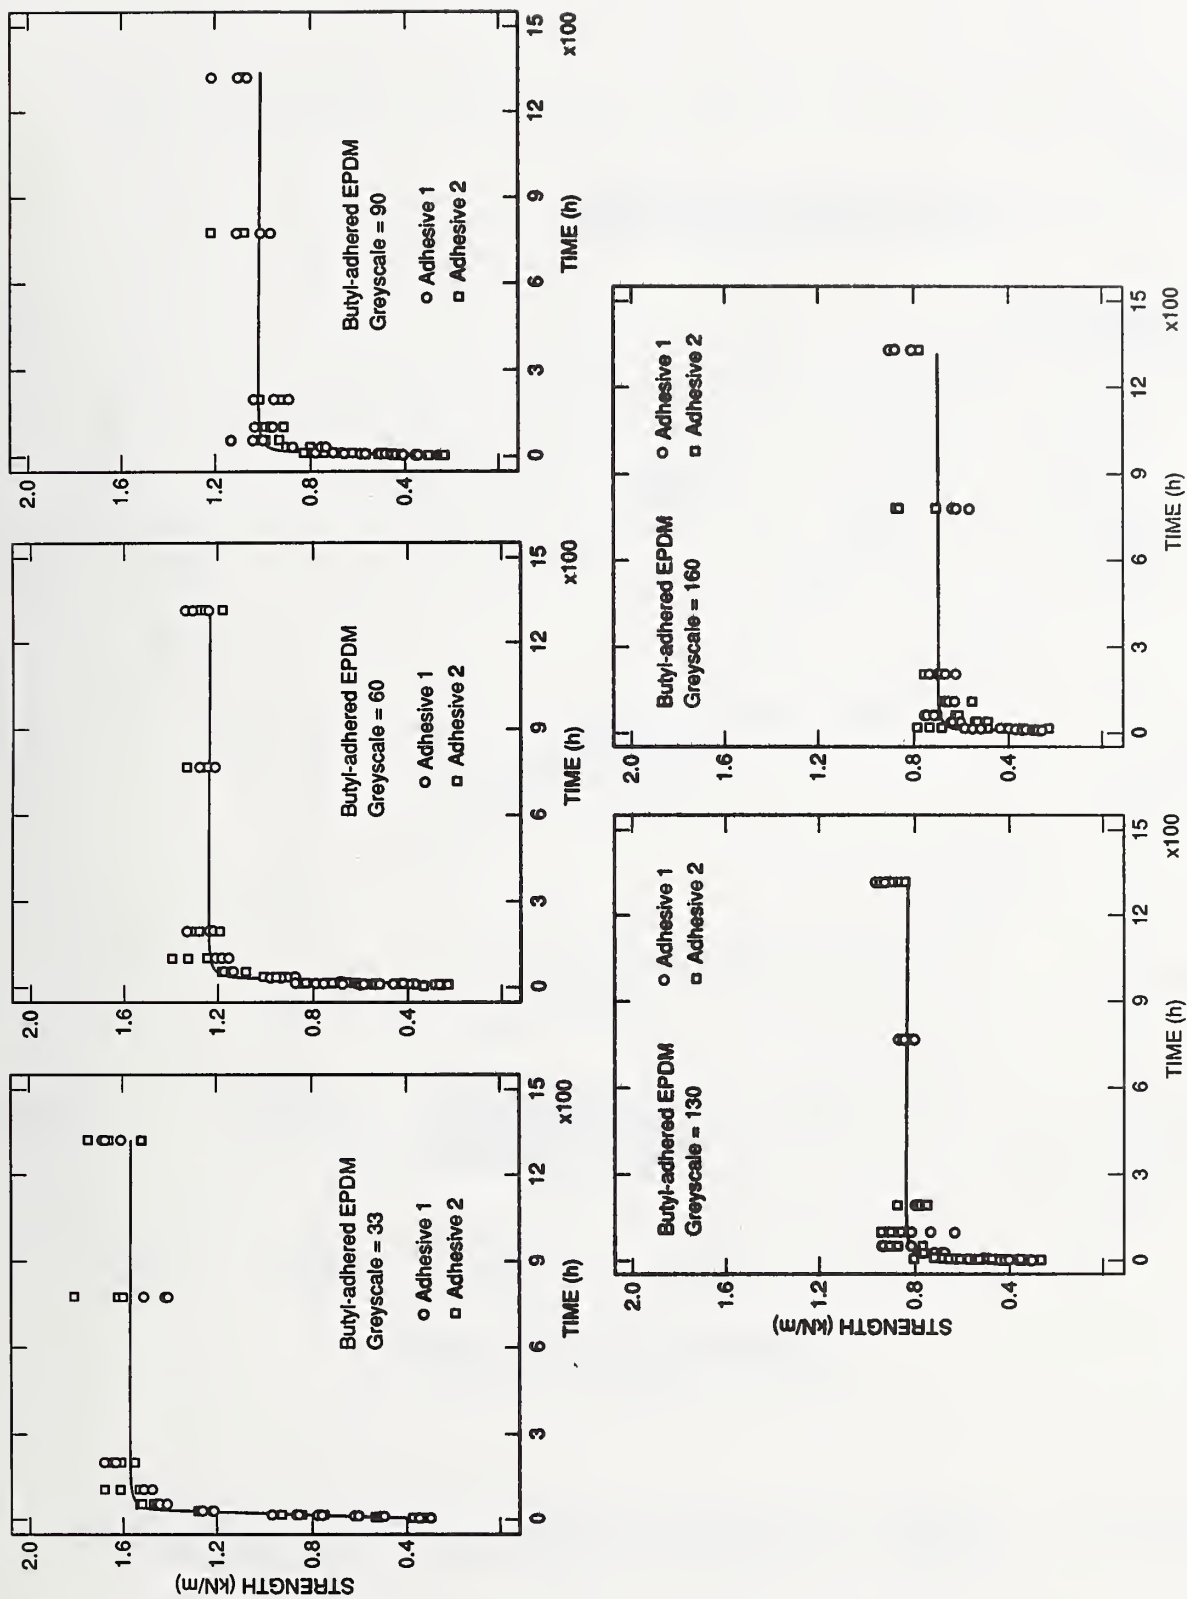 STRENGTH (kN/m)
2.0
1.6
1.2
0.8
0.4
0 3 6 9 12 15
x100
TIME (h)
Butyl-adhered EPDM
Greyscale = 33
Adhesive 1
Adhesive 2
2.0
1.6
1.2
0.8
0.4
0 3 6 9 12 15
x100
TIME (h)
Butyl-adhered EPDM
Greyscale = 60
Adhesive 1
Adhesive 2
2.0
1.6
1.2
0.8
0.4
0 3 6 9 12 15
x100
TIME (h)
Butyl-adhered EPDM
Greyscale = 90
Adhesive 1
Adhesive 2
STRENGTH (kN/m)
2.0
1.6
1.2
0.8
0.4
0 3 6 9 12 15
x100
TIME (h)
Butyl-adhered EPDM
Greyscale = 130
Adhesive 1
Adhesive 2
2.0
1.6
1.2
0.8
0.4
0 3 6 9 12 15
x100
TIME (h)
Butyl-adhered EPDM
Greyscale = 160
Adhesive 1
Adhesive 2